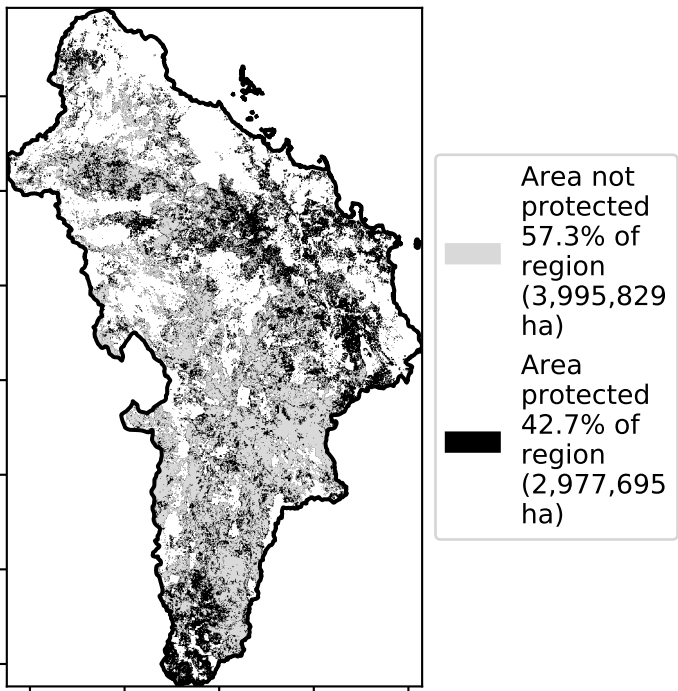 Area not
protected
57.3% of
region
(3,995,829
ha)
Area
protected
42.7% of
region
(2,977,695
ha)